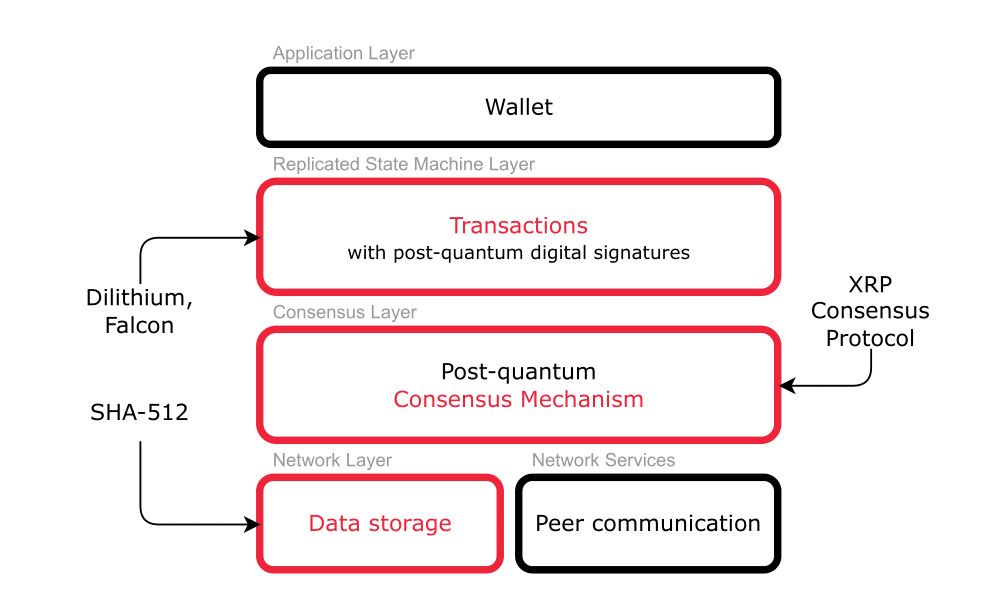 Application Layer
Wallet
Replicated State Machine Layer
Transactions
with post-quantum digital signatures
Dilithium,
Falcon
XRP
Consensus
Protocol
Consensus Layer
Post-quantum
Consensus Mechanism
SHA-512
Network Layer
Network Services
Data storage
Peer communication